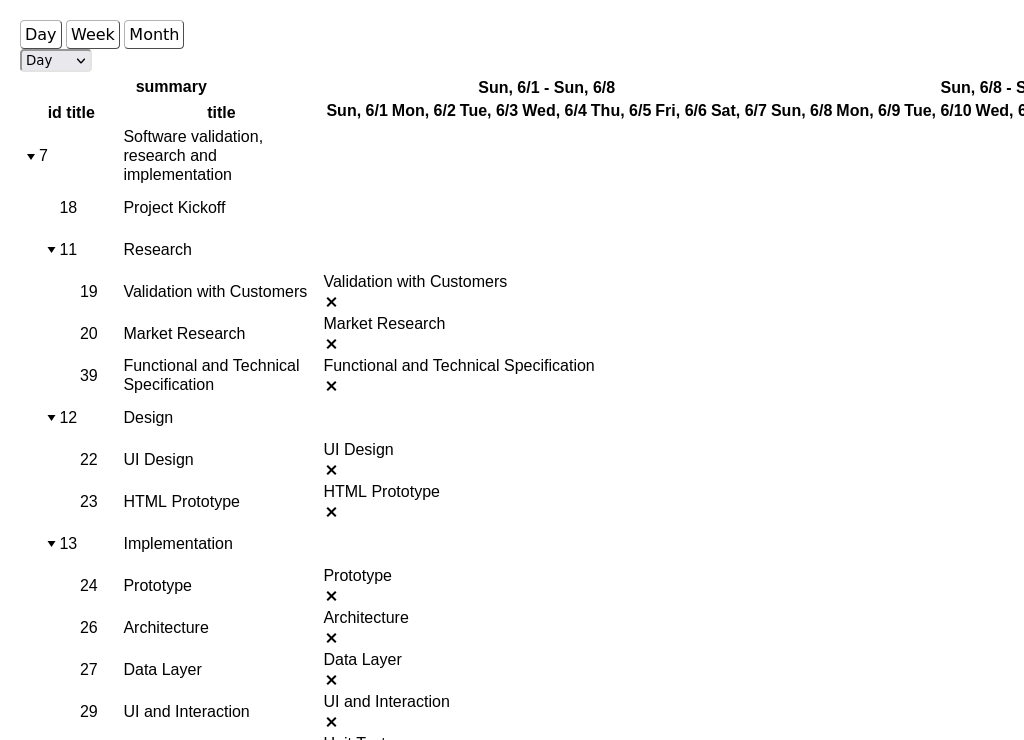 Day Week Month
Day
summary Sun, 6/1 - Sun, 6/8 Sun, 6/8 - S
id title title Sun, 6/1 Mon, 6/2 Tue, 6/3 Wed, 6/4 Thu, 6/5 Fri, 6/6 Sat, 6/7 Sun, 6/8 Mon, 6/9 Tue, 6/10 Wed, 6
7 Software validation, research and implementation
18 Project Kickoff
11 Research
19 Validation with Customers Validation with Customers
20 Market Research Market Research
39 Functional and Technical Specification Functional and Technical Specification
12 Design
22 UI Design UI Design
23 HTML Prototype HTML Prototype
13 Implementation
24 Prototype Prototype
26 Architecture Architecture
27 Data Layer Data Layer
29 UI and Interaction UI and Interaction